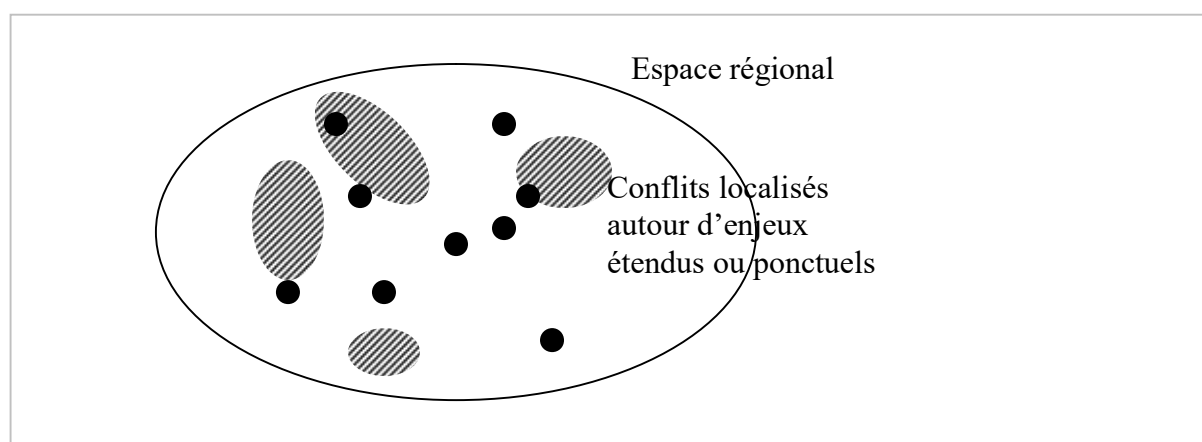 Espace régional
Conflits localisés
autour d’enjeux
étendus ou ponctuels